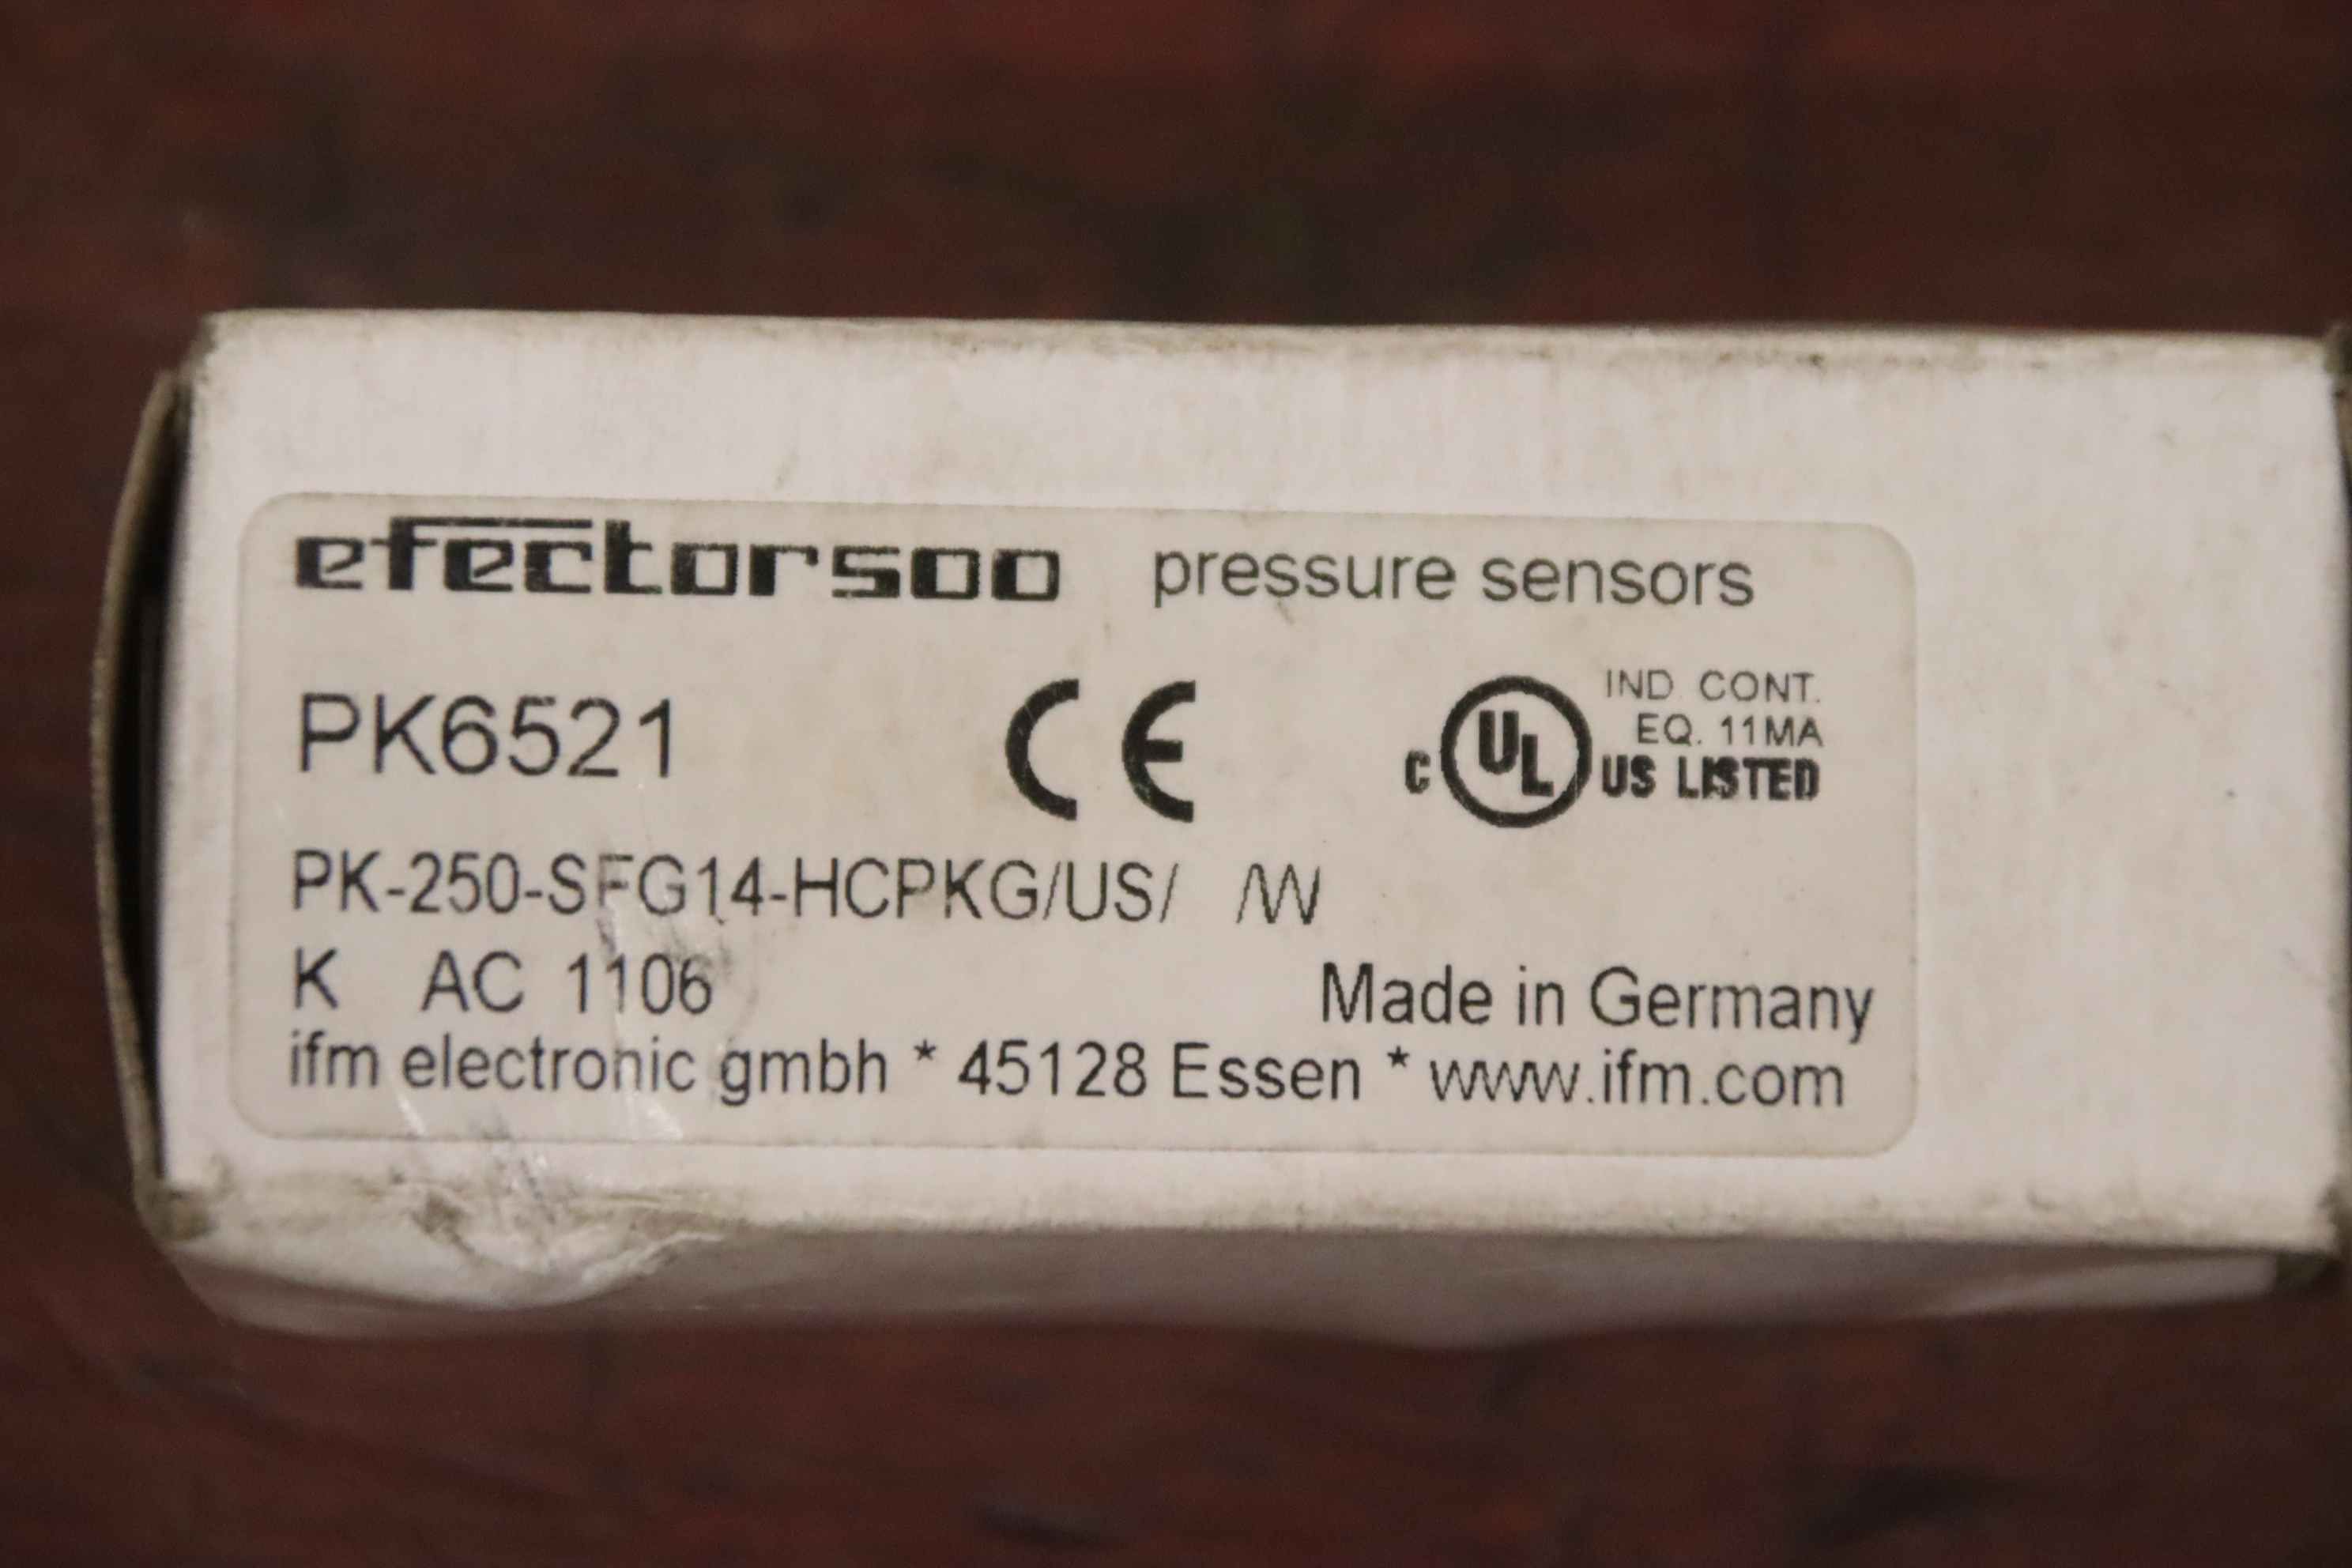 efector500 pressure sensors
PK6521 CE
IND CONT.
EQ. 11MA
c UL US LISTED
PK-250-SFG14-HCPKG/US/ /W
K AC 1106
Made in Germany
ifm electronic gmbh * 45128 Essen * www.ifm.com